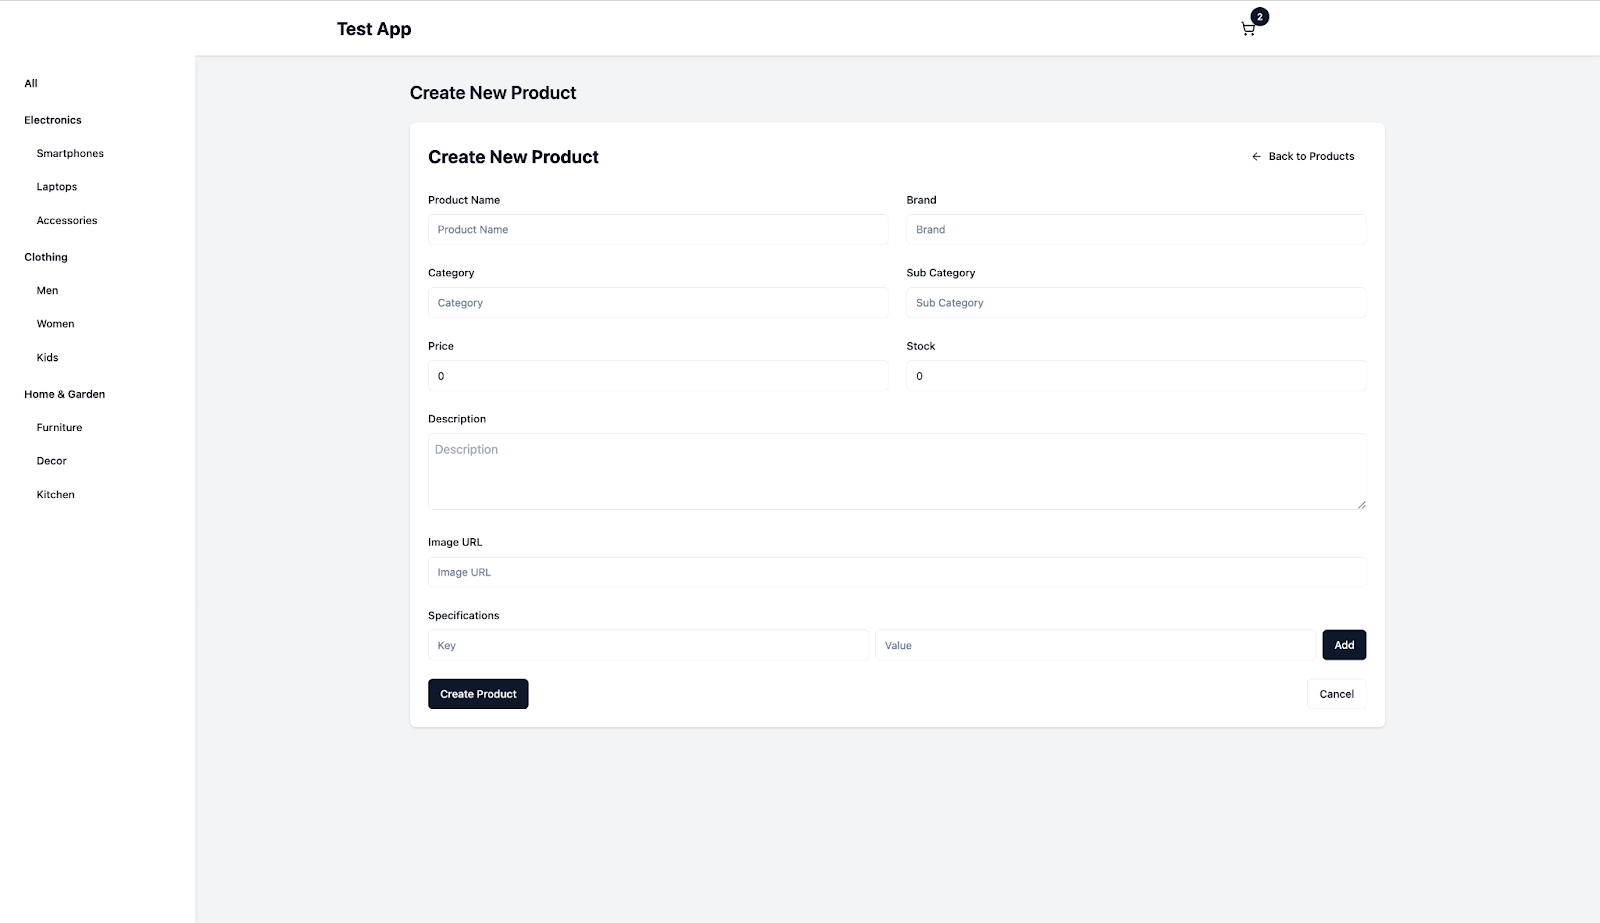 Test App
2
All
Electronics
Smartphones
Laptops
Accessories
Clothing
Men
Women
Kids
Home & Garden
Furniture
Decor
Kitchen
Create New Product
Create New Product
Back to Products
Product Name
Brand
Product Name
Brand
Category
Sub Category
Category
Sub Category
Price
Stock
0
0
Description
Description
Image URL
Image URL
Specifications
Key
Value
Add
Create Product
Cancel